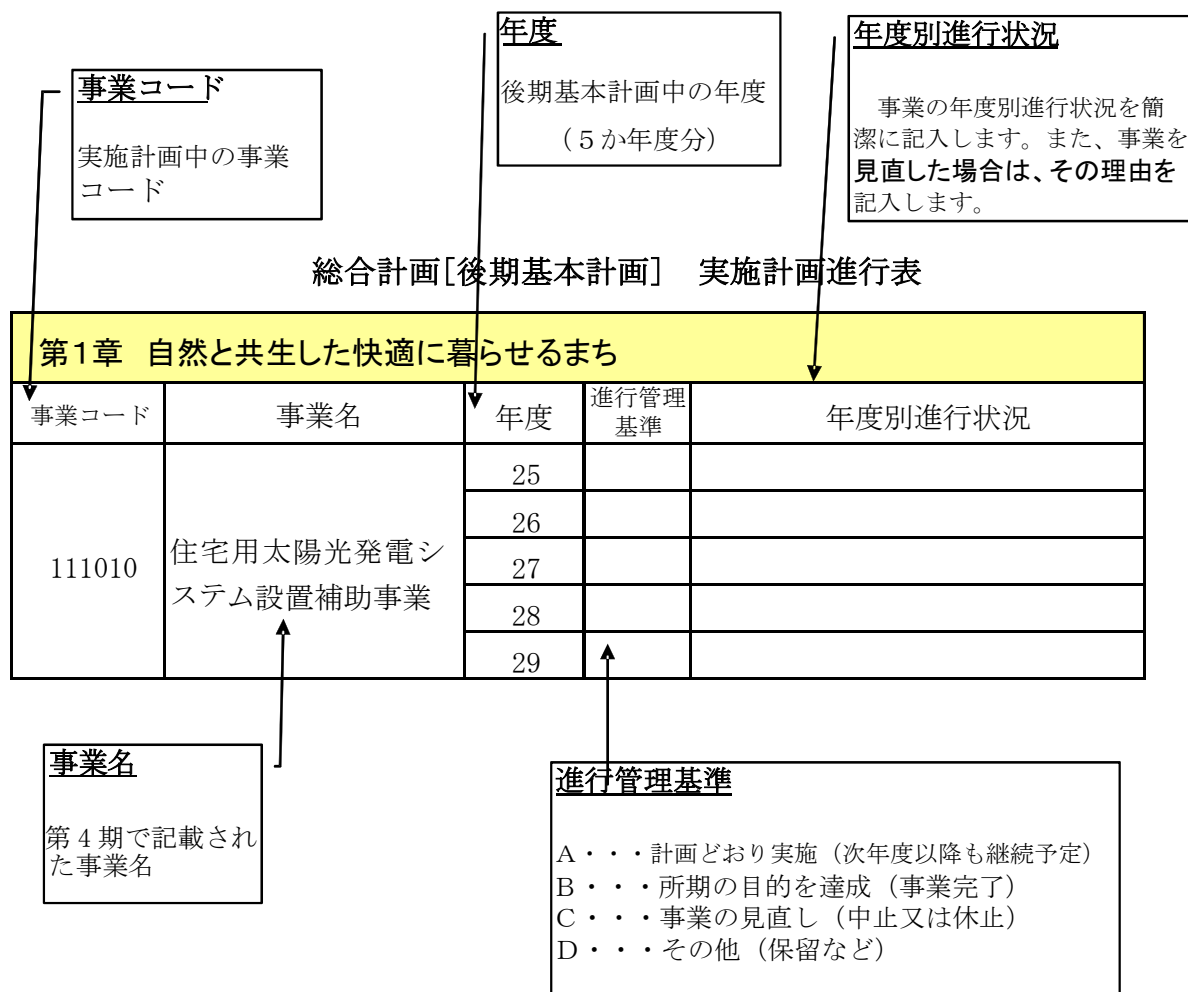 年度
後期基本計画中の年度
（５か年度分）
年度別進行状況
事業の年度別進行状況を簡
潔に記入します。また、事業を
見直した場合は、その理由を
記入します。
事業コード
実施計画中の事業
コード
総合計画[後期基本計画]　実施計画進行表
第１章　自然と共生した快適に暮らせるまち
事業コード　事業名　年度　進行管理　年度別進行状況
基準
25
26
111010　住宅用太陽光発電シ　27
ステム設置補助事業　28
29
事業名
第４期で記載され
た事業名
進行管理基準
Ａ・・・計画どおり実施（次年度以降も継続予定）
Ｂ・・・所期の目的を達成（事業完了）
Ｃ・・・事業の見直し（中止又は休止）
Ｄ・・・その他（保留など）